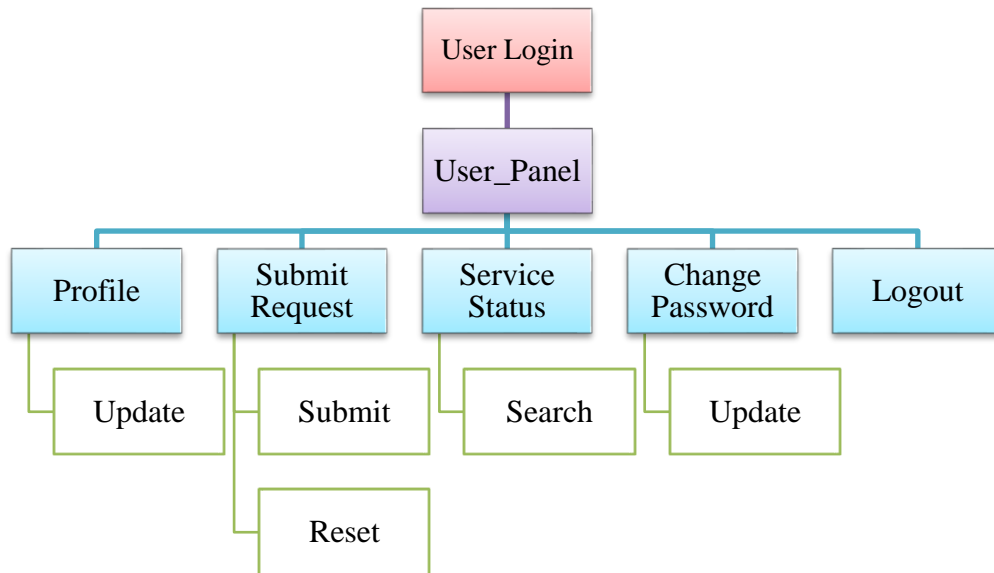 User Login
User_Panel
Profile
Submit
Request
Service
Status
Change
Password
Logout
Update
Submit
Search
Update
Reset